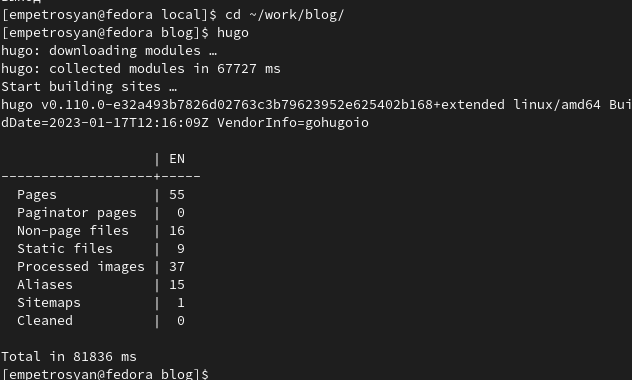 [empetrosyan@fedora local]$ cd ~/work/blog/
[empetrosyan@fedora blog]$ hugo
hugo: downloading modules …
hugo: collected modules in 67727 ms
Start building sites …
hugo v0.110.0-e32a493b7826d02763c3b79623952e625402b168+extended linux/amd64 Bui
dDate=2023-01-17T12:16:09Z VendorInfo=gohugoio
                   | EN
-------------------+-----
  Pages            | 55
  Paginator pages  |  0
  Non-page files   | 16
  Static files     |  9
  Processed images | 37
  Aliases          | 15
  Sitemaps         |  1
  Cleaned          |  0
Total in 81836 ms
[empetrosyan@fedora blog]$